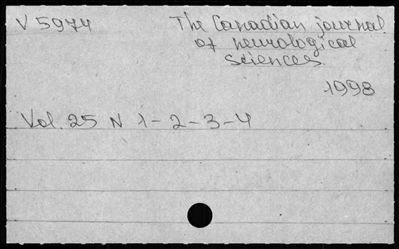 V 5974 The Canadian journal
of neurological
sciences.
1998
Vol. 25 N 1-2-3-4